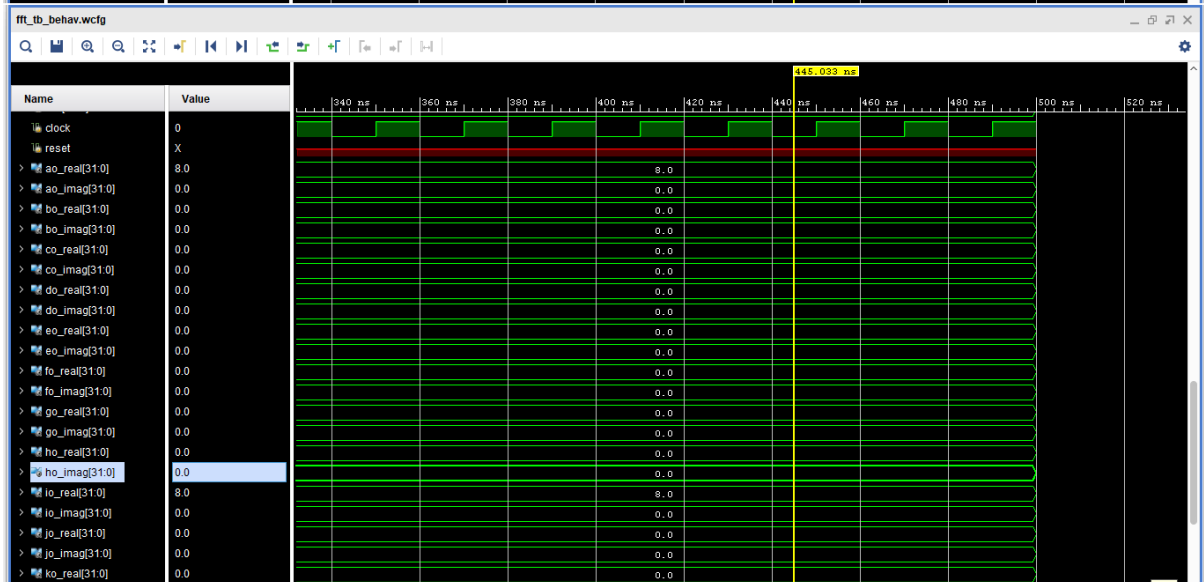 fft_tb_behav.wcfg
445.033 ns
Name Value
340 ns 360 ns 380 ns 400 ns 420 ns 440 ns 460 ns 480 ns 500 ns 520 ns
clock 0
reset X
ao_real[31:0] 8.0 8.0
ao_imag[31:0] 0.0 0.0
bo_real[31:0] 0.0 0.0
bo_imag[31:0] 0.0 0.0
co_real[31:0] 0.0 0.0
co_imag[31:0] 0.0 0.0
do_real[31:0] 0.0 0.0
do_imag[31:0] 0.0 0.0
eo_real[31:0] 0.0 0.0
eo_imag[31:0] 0.0 0.0
fo_real[31:0] 0.0 0.0
fo_imag[31:0] 0.0 0.0
go_real[31:0] 0.0 0.0
go_imag[31:0] 0.0 0.0
ho_real[31:0] 0.0 0.0
ho_imag[31:0] 0.0 0.0
io_real[31:0] 8.0 8.0
io_imag[31:0] 0.0 0.0
jo_real[31:0] 0.0 0.0
jo_imag[31:0] 0.0 0.0
ko_real[31:0] 0.0 0.0